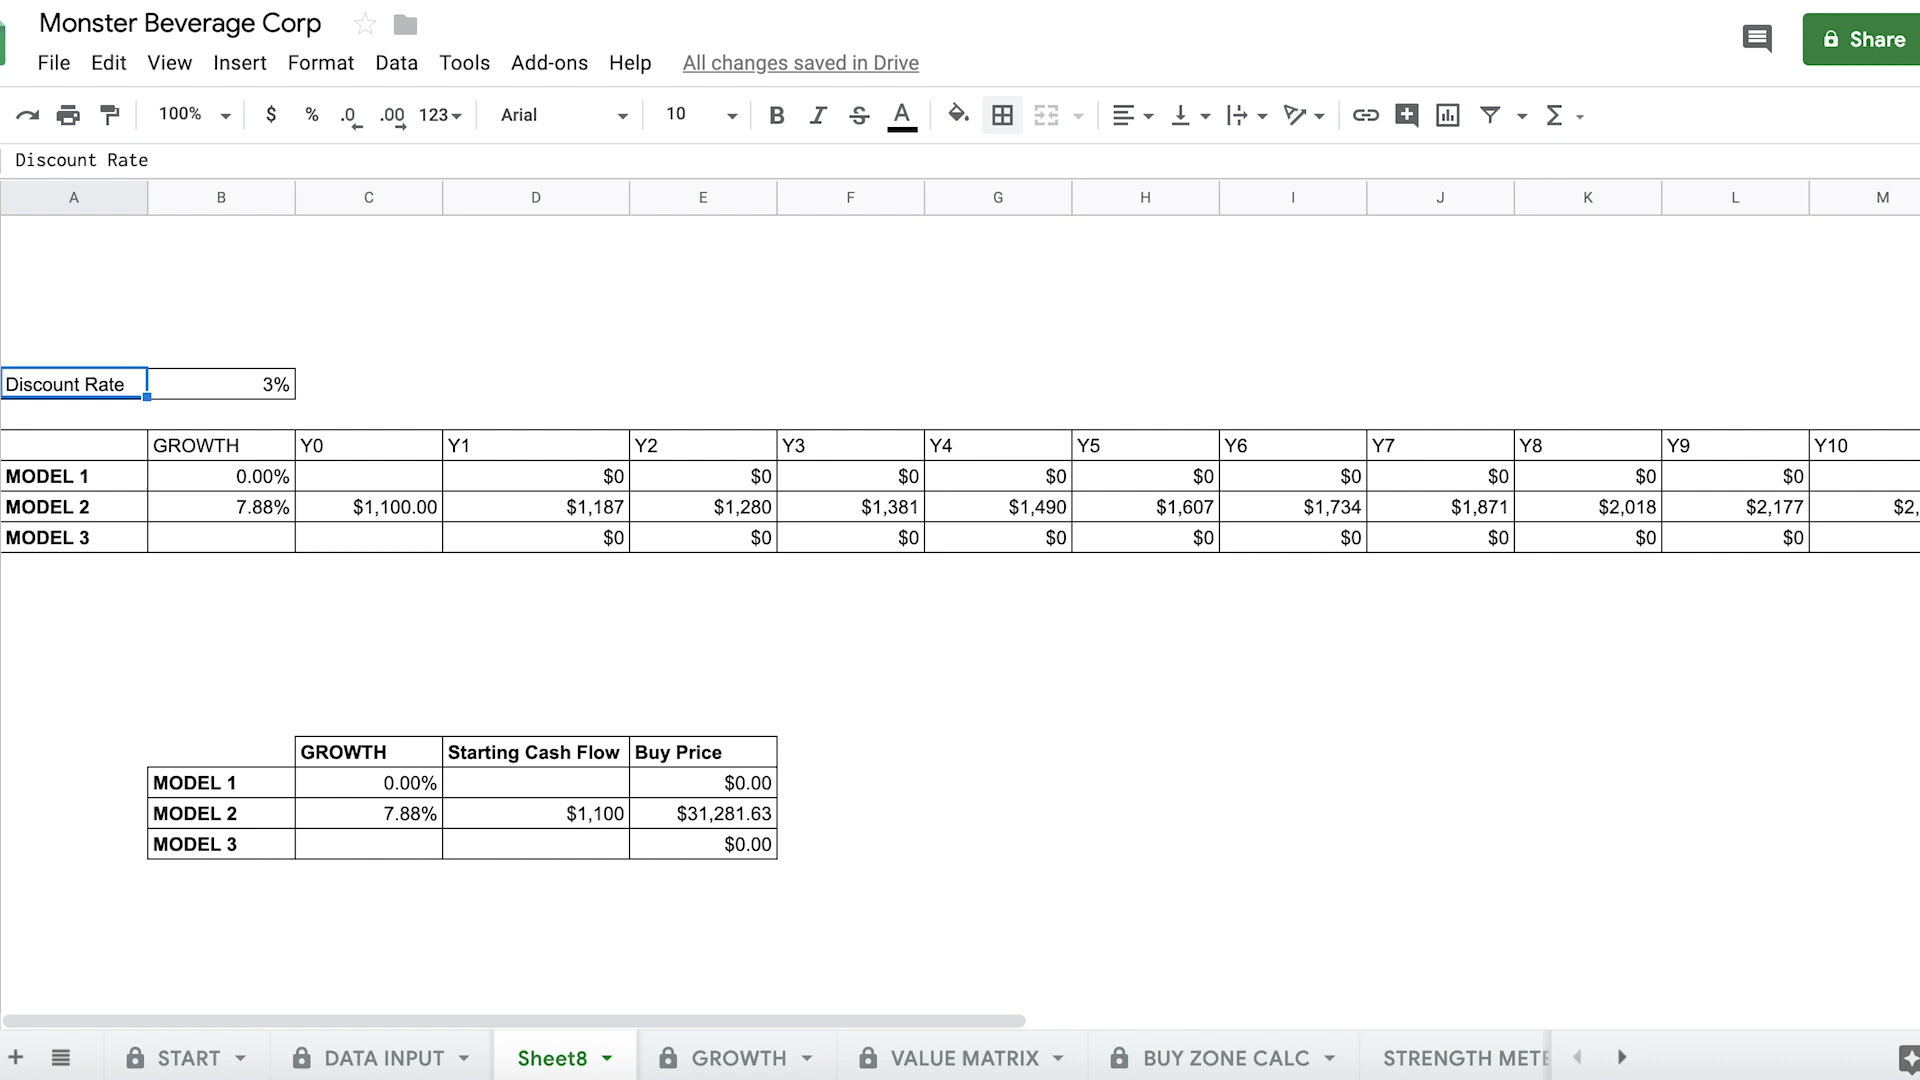 Monster Beverage Corp
File Edit View Insert Format Data Tools Add-ons Help All changes saved in Drive
Share
100% $ % .0 .00 123 Arial 10 B I S A
Discount Rate
A B C D E F G H I J K L M
Discount Rate 3%
GROWTH Y0 Y1 Y2 Y3 Y4 Y5 Y6 Y7 Y8 Y9 Y10
MODEL 1 0.00% $0 $0 $0 $0 $0 $0 $0 $0 $0
MODEL 2 7.88% $1,100.00 $1,187 $1,280 $1,381 $1,490 $1,607 $1,734 $1,871 $2,018 $2,177 $2,
MODEL 3 $0 $0 $0 $0 $0 $0 $0 $0 $0
GROWTH Starting Cash Flow Buy Price
MODEL 1 0.00% $0.00
MODEL 2 7.88% $1,100 $31,281.63
MODEL 3 $0.00
START DATA INPUT Sheet8 GROWTH VALUE MATRIX BUY ZONE CALC STRENGTH METE